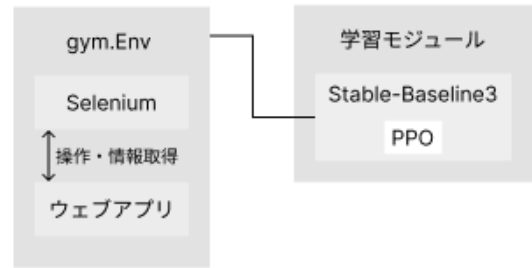 gym.Env
Selenium
操作・情報取得
ウェブアプリ
学習モジュール
Stable-Baseline3
PPO